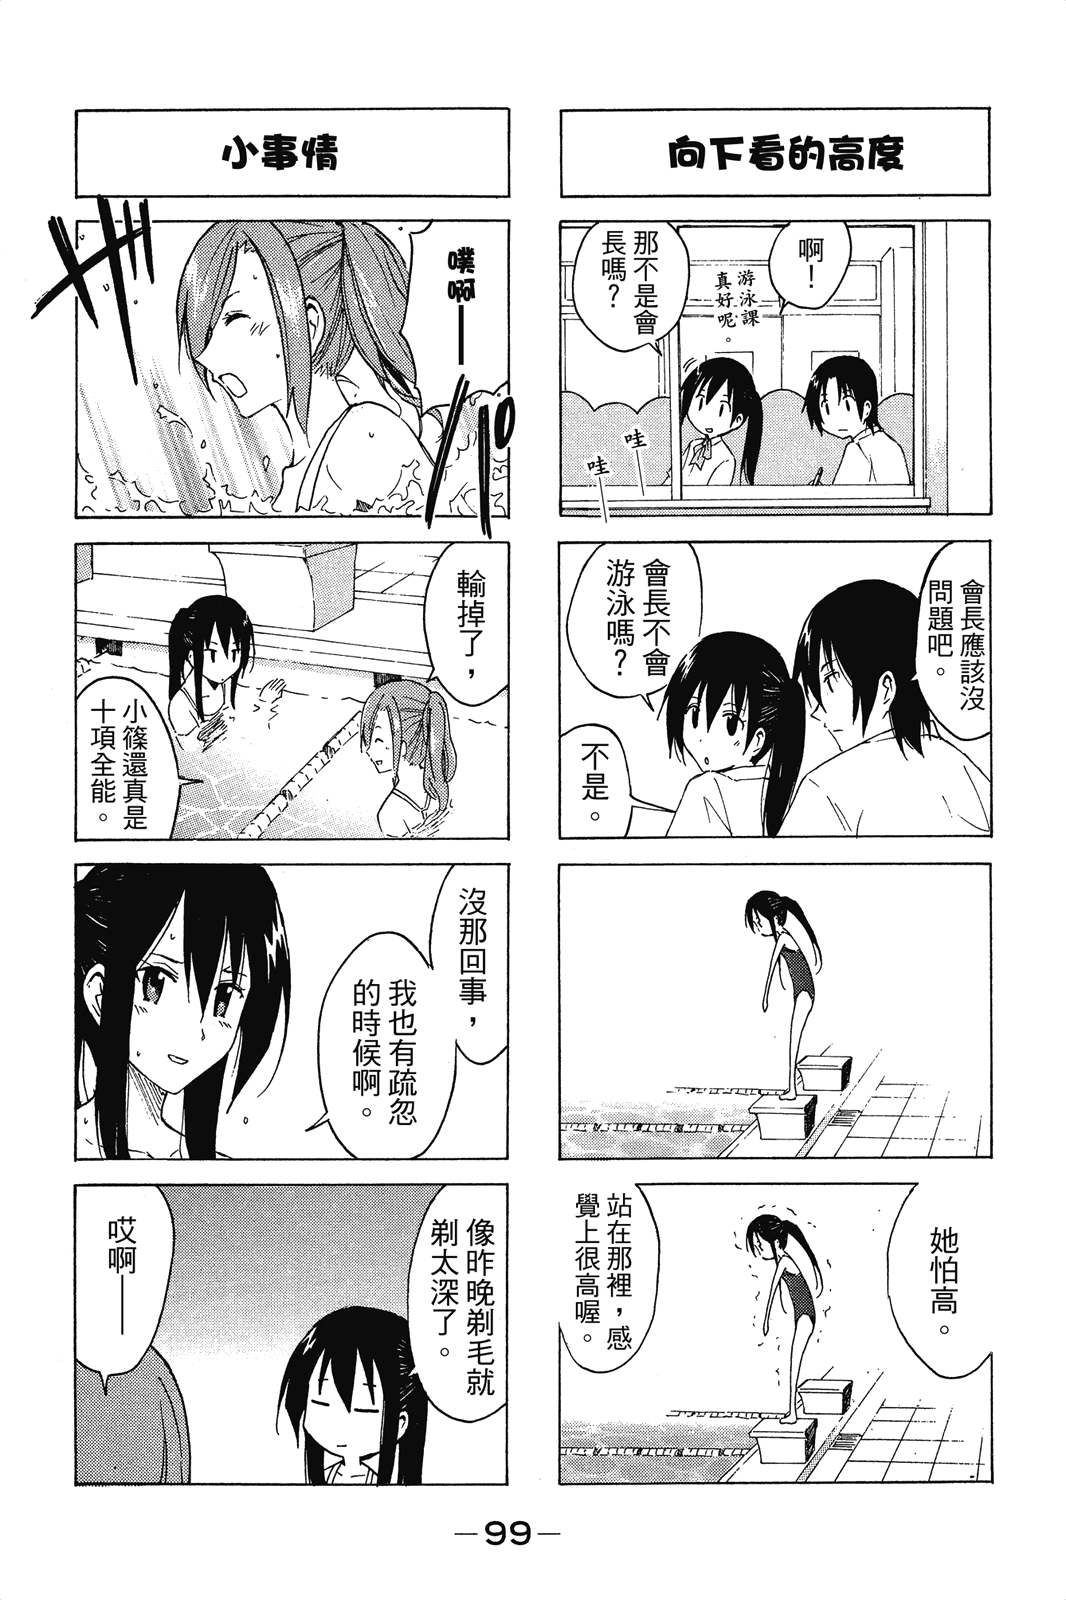 向下看的高度
啊！
游泳課
真好呢。
那不是會
長嗎？
哇
哇
會長應該沒
問題吧。
會長不會
游泳嗎？
不是。
她怕高。
站在那裡，感
覺上很高喔。
小事情
噗啊——
輸掉了，
小篠還真是
十項全能。
沒那回事，
我也有疏忽
的時候啊。
像昨晚剃毛就
剃太深了。
哎啊——
—99—